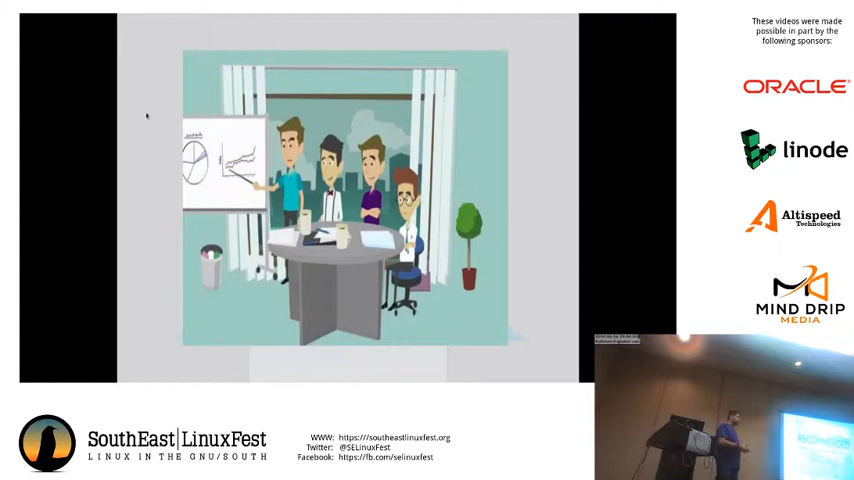 These videos were made
possible in part by the
following sponsors:
ORACLE
linode
Altispeed
Technologies
MIND DRIP
MEDIA
RECOMMENDED
SouthEast|LinuxFest
LINUX IN THE GNU/SOUTH
WWW: https://southeastlinuxfest.org
Twitter: @SELinuxFest
Facebook: https://fb.com/selinuxfest